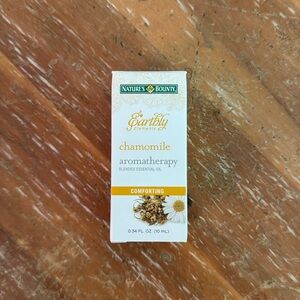 NATURE'S BOUNTY
Earthly
ELEMENTS
chamomile
aromatherapy
BLENDED ESSENTIAL OIL
COMFORTING
0.34 FL. OZ. (10 mL)